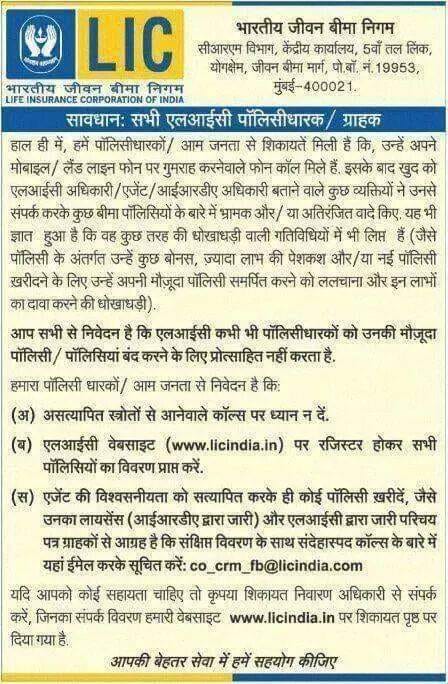 LIC
भारतीय जीवन बीमा निगम
LIFE INSURANCE CORPORATION OF INDIA
भारतीय जीवन बीमा निगम
सीआरएम विभाग, केंद्रीय कार्यालय, 5वाँ तल लिंक,
योगक्षेम, जीवन बीमा मार्ग, पो.बॉ. नं.19953,
मुंबई-400021.
सावधान: सभी एलआईसी पॉलिसीधारक/ ग्राहक
हाल ही में, हमें पॉलिसीधारकों/ आम जनता से शिकायतें मिली हैं कि, उन्हें अपने
मोबाइल/ लैंड लाइन फोन पर गुमराह करनेवाले फोन कॉल मिले हैं. इसके बाद खुद को
एलआईसी अधिकारी/एजेंट/आईआरडीए अधिकारी बताने वाले कुछ व्यक्तियों ने उनसे
संपर्क करके कुछ बीमा पॉलिसियों के बारे में भ्रामक और/ या अतिरंजित वादे किए. यह भी
ज्ञात हुआ है कि वह कुछ तरह की धोखाधड़ी वाली गतिविधियों में भी लिप्त हैं (जैसे
पॉलिसी के अंतर्गत उन्हें कुछ बोनस, ज़्यादा लाभ की पेशकश और/या नई पॉलिसी
ख़रीदने के लिए उन्हें अपनी मौजूदा पॉलिसी समर्पित करने को ललचाना और इन लाभों
का दावा करने की धोखाधड़ी).
आप सभी से निवेदन है कि एलआईसी कभी भी पॉलिसीधारकों को उनकी मौजूदा
पॉलिसी/ पॉलिसियां बंद करने के लिए प्रोत्साहित नहीं करता है.
हमारा पॉलिसी धारकों/ आम जनता से निवेदन है कि:
(अ) असत्यापित स्त्रोतों से आनेवाले कॉल्स पर ध्यान न दें.
(ब) एलआईसी वेबसाइट (www.licindia.in) पर रजिस्टर होकर सभी
पॉलिसियों का विवरण प्राप्त करें.
(स) एजेंट की विश्वसनीयता को सत्यापित करके ही कोई पॉलिसी ख़रीदें, जैसे
उनका लायसेंस (आईआरडीए द्वारा जारी) और एलआईसी द्वारा जारी परिचय
पत्र ग्राहकों से आग्रह है कि संक्षिप्त विवरण के साथ संदेहास्पद कॉल्स के बारे में
यहां ईमेल करके सूचित करें: co_crm_fb@licindia.com
यदि आपको कोई सहायता चाहिए तो कृपया शिकायत निवारण अधिकारी से संपर्क
करें, जिनका संपर्क विवरण हमारी वेबसाइट www.licindia.in पर शिकायत पृष्ठ पर
दिया गया है.
आपकी बेहतर सेवा में हमें सहयोग कीजिए